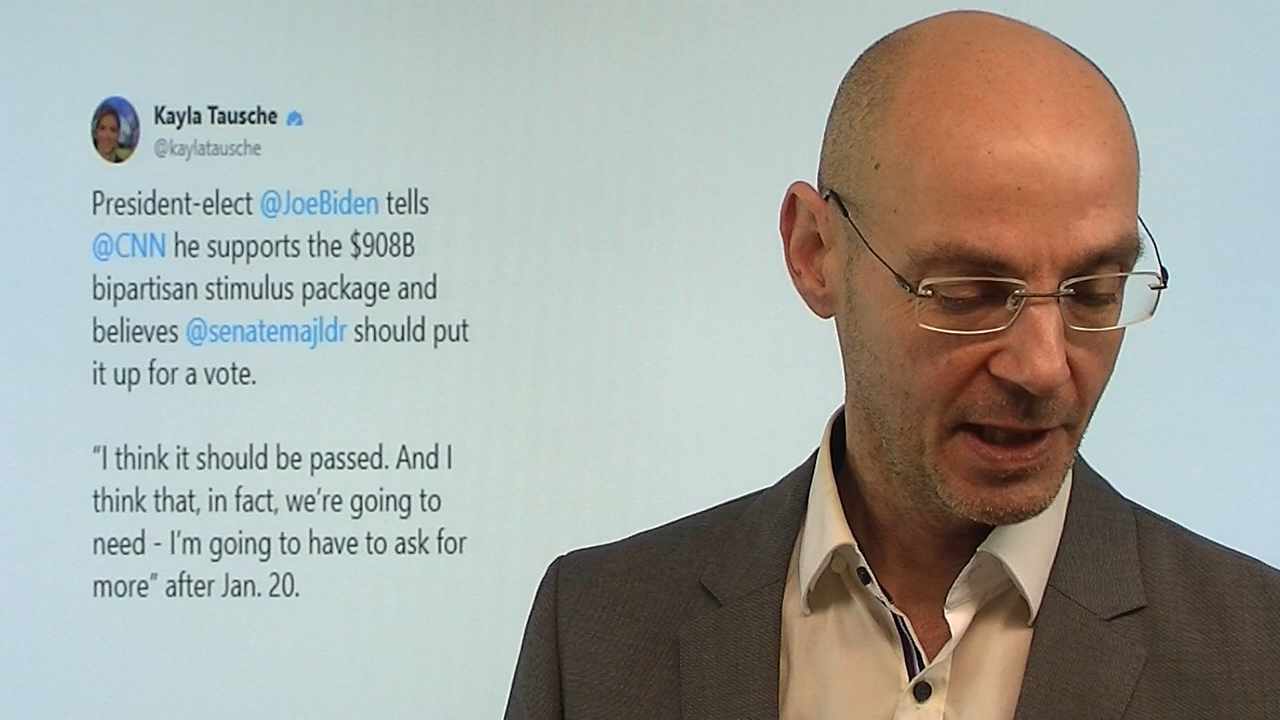 Kayla Tausche
@kaylatausche
President-elect @JoeBiden tells
@CNN he supports the $908B
bipartisan stimulus package and
believes @senatemajldr should put
it up for a vote.
“I think it should be passed. And I
think that, in fact, we’re going to
need - I’m going to have to ask for
more” after Jan. 20.